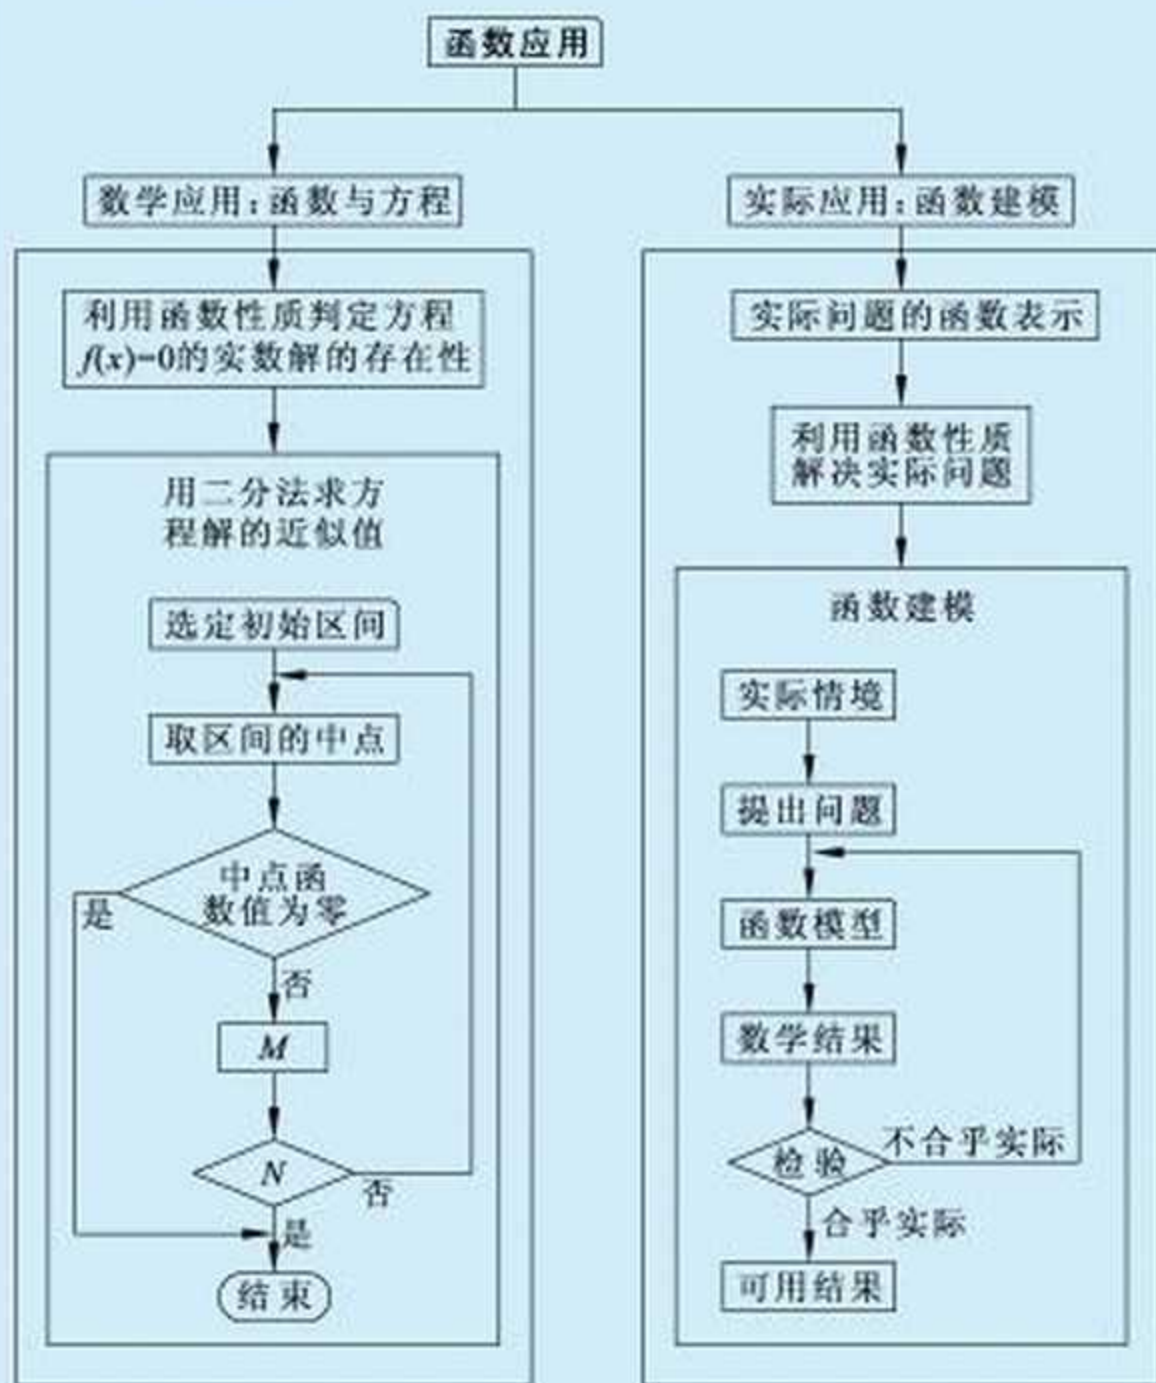 函数应用
数学应用:函数与方程
利用函数性质判定方程
f(x)=0的实数解的存在性
用二分法求方
程解的近似值
选定初始区间
取区间的中点
中点函
数值为零
是
否
M
N
否
是
结束
实际应用:函数建模
实际问题的函数表示
利用函数性质
解决实际问题
函数建模
实际情境
提出问题
函数模型
数学结果
检验
不合乎实际
合乎实际
可用结果